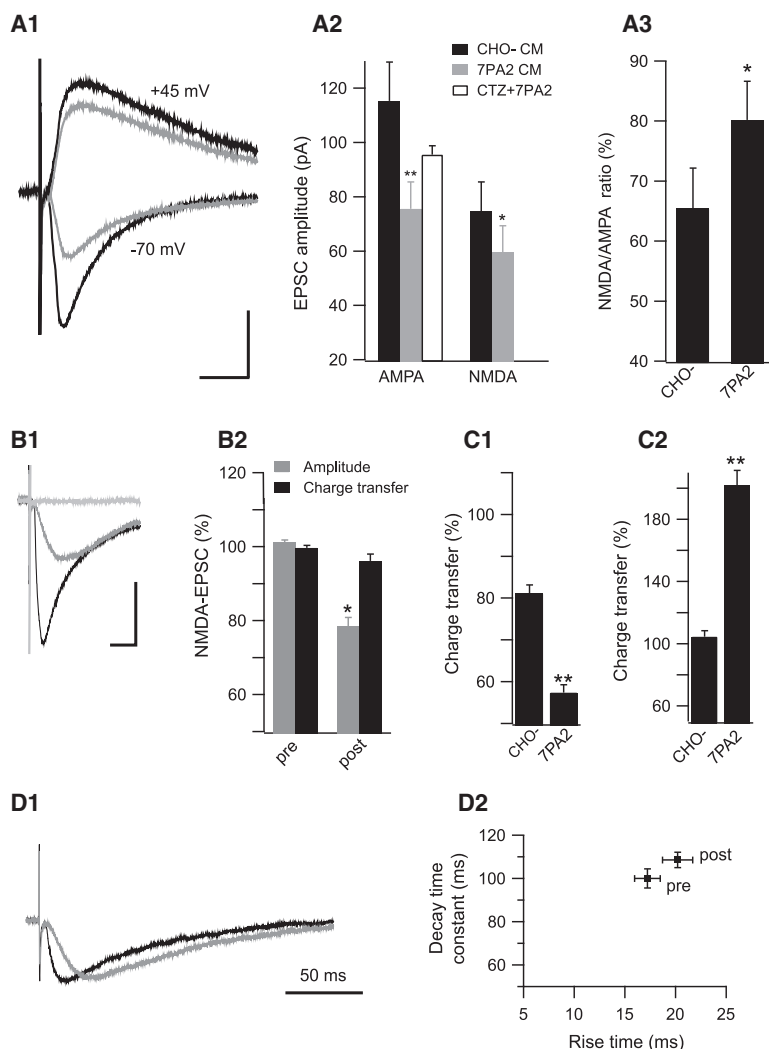 A1
+45 mV
-70 mV
A2
CHO- CM
7PA2 CM
CTZ+7PA2
EPSC amplitude (pA)
120
100
80
60
40
20
**
*
AMPA
NMDA
A3
NMDA/AMPA ratio (%)
90
80
70
60
50
40
*
CHO-
7PA2
B1
B2
Amplitude
Charge transfer
NMDA-EPSC (%)
120
100
80
60
*
pre
post
C1
Charge transfer (%)
100
80
60
**
CHO-
7PA2
C2
Charge transfer (%)
180
140
100
60
**
CHO-
7PA2
D1
50 ms
D2
Decay time
constant (ms)
120
100
80
60
post
pre
5
10
15
20
25
Rise time (ms)